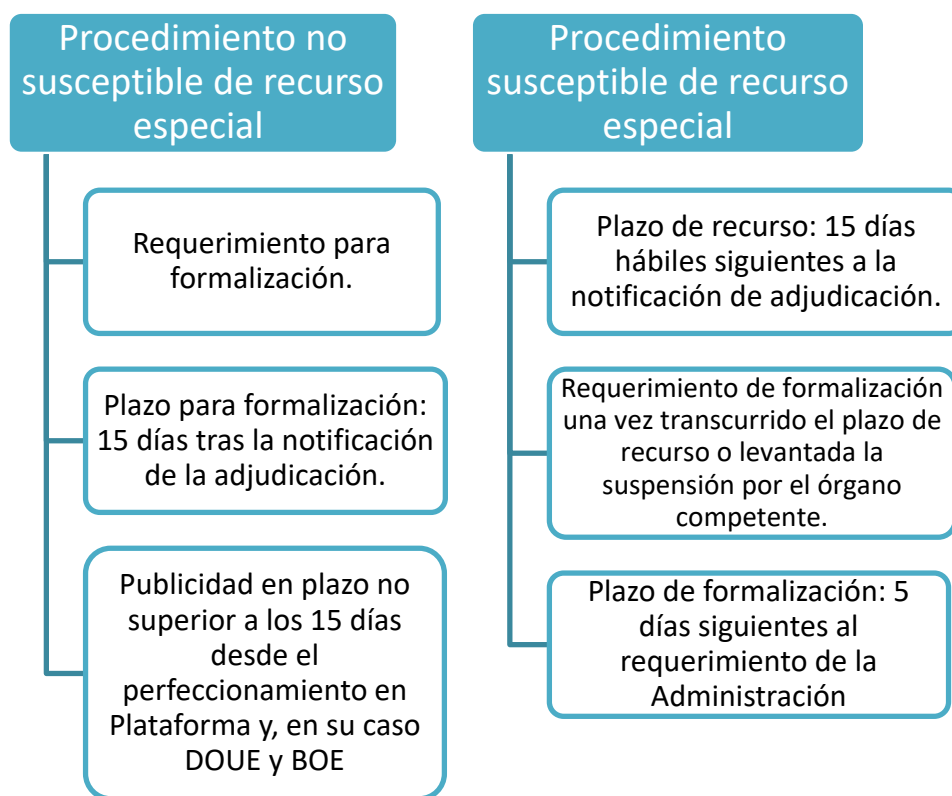 Procedimiento no
susceptible de recurso
especial
Requerimiento para
formalización.
Plazo para formalización:
15 días tras la notificación
de la adjudicación.
Publicidad en plazo no
superior a los 15 días
desde el
perfeccionamiento en
Plataforma y, en su caso
DOUE y BOE
Procedimiento
susceptible de recurso
especial
Plazo de recurso: 15 días
hábiles siguientes a la
notificación de adjudicación.
Requerimiento de formalización
una vez transcurrido el plazo de
recurso o levantada la
suspensión por el órgano
competente.
Plazo de formalización: 5
días siguientes al
requerimiento de la
Administración